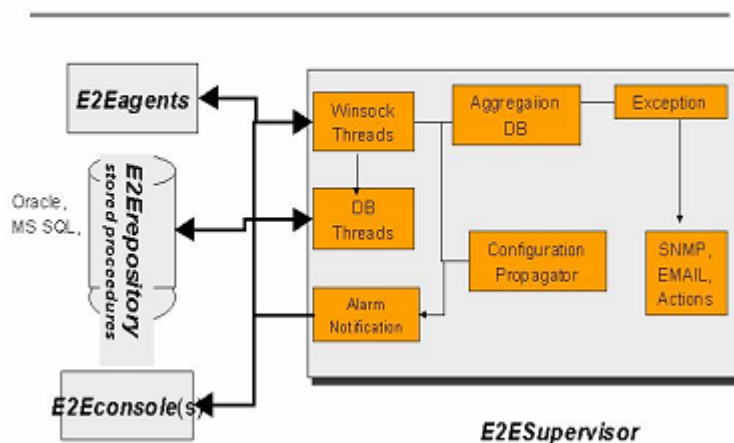 E2Eagents
Oracle,
MS SQL,
E2Erepository
stored proceedures
E2Econsole(s)
Winsock
Threads
Aggregaiion
DB
Exception
DB
Threads
Configuration
Propagator
SNMP,
EMAIL,
Actions
Alarm
Notification
E2ESupervisor